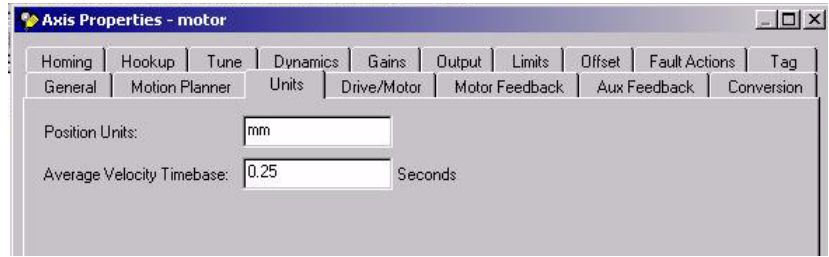 Axis Properties - motor
Homing Hookup Tune Dynamics Gains Output Limits Offset Fault Actions Tag
General Motion Planner Units Drive/Motor Motor Feedback Aux Feedback Conversion
Position Units: mm
Average Velocity Timebase: 0.25 Seconds